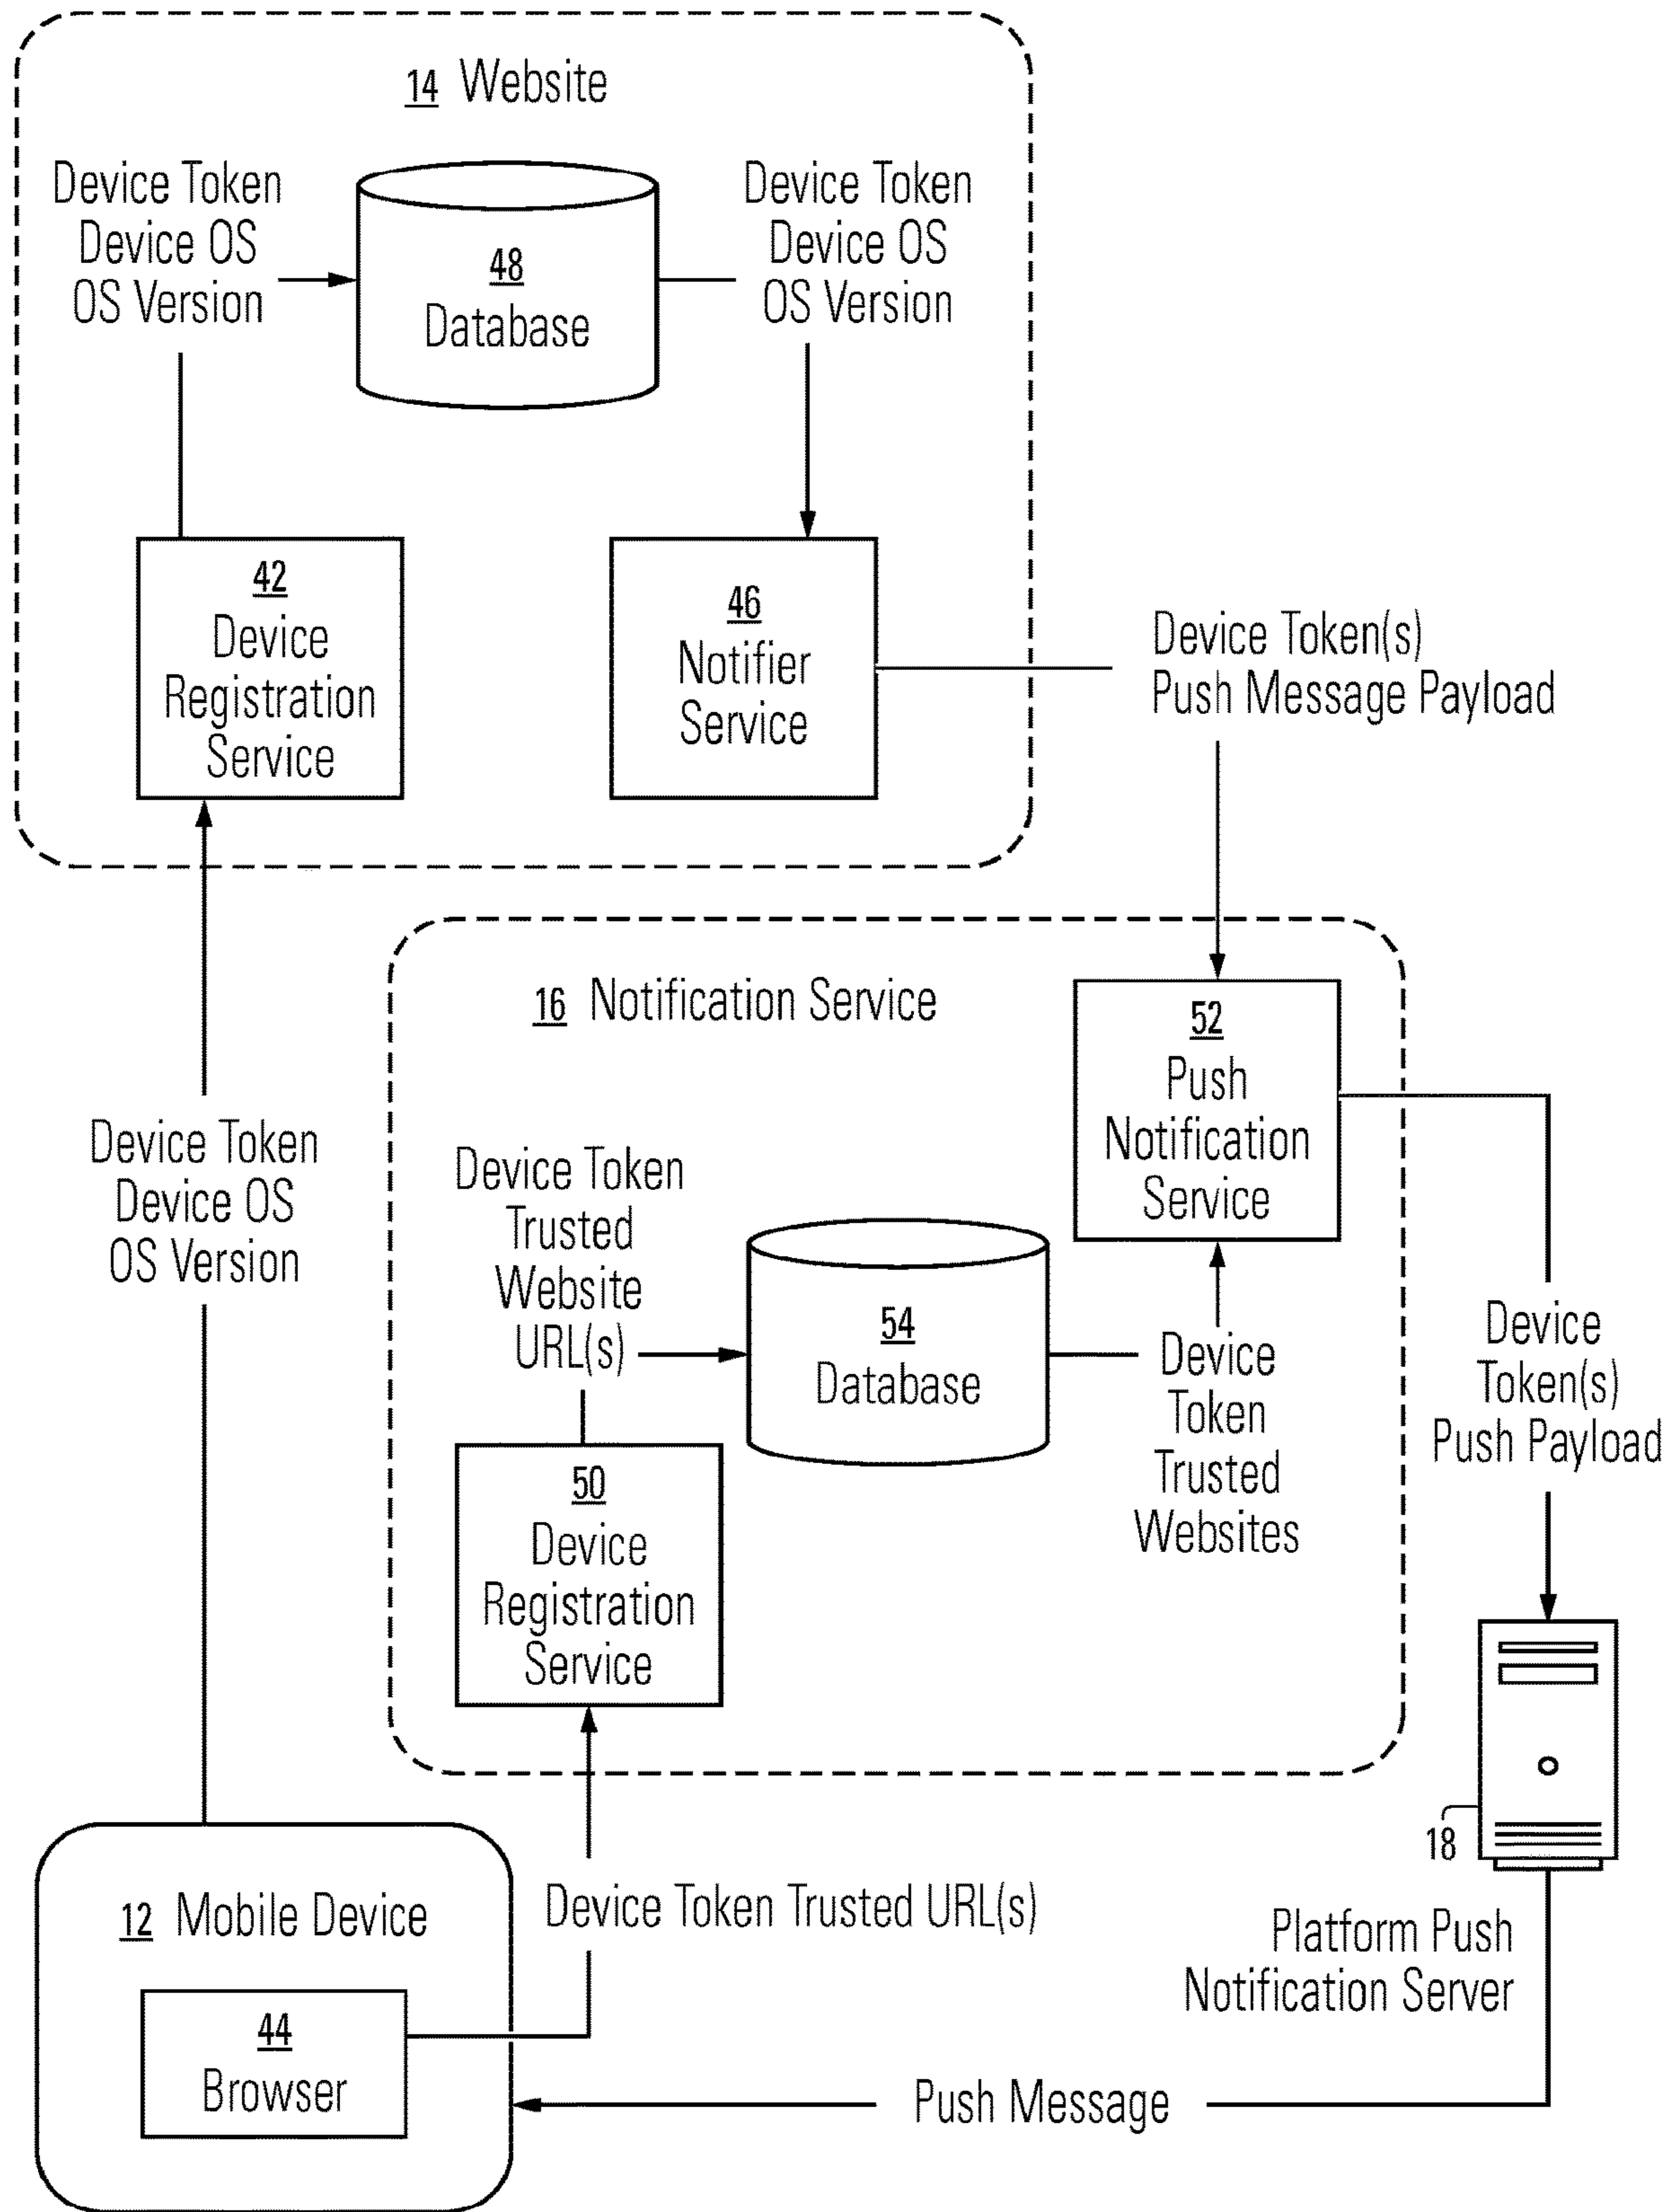 14 Website
Device Token
Device OS
OS Version
48
Database
Device Token
Device OS
OS Version
42
Device
Registration
Service
46
Notifier
Service
Device Token(s)
Push Message Payload
16 Notification Service
52
Push
Notification
Service
Device Token
Device OS
OS Version
Device Token
Trusted
Website
URL(s)
54
Database
Device
Token
Trusted
Websites
Device
Token(s)
Push Payload
50
Device
Registration
Service
18
Platform Push
Notification Server
12 Mobile Device
Device Token Trusted URL(s)
44
Browser
Push Message